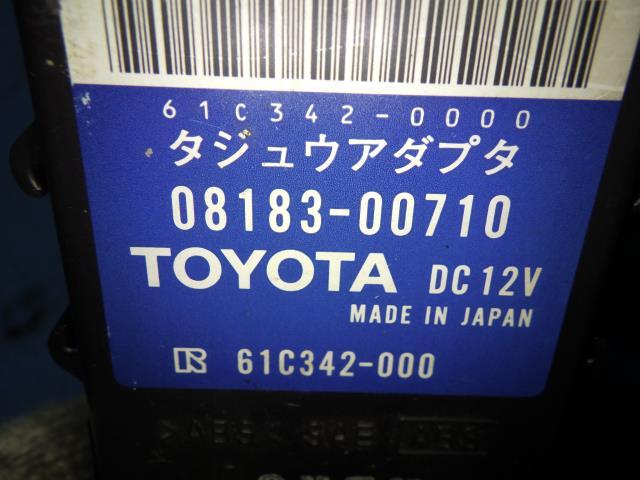 61C342-0000
タジュウアダプタ
08183-00710
TOYOTA DC12V
MADE IN JAPAN
R 61C342-000
>ABS<